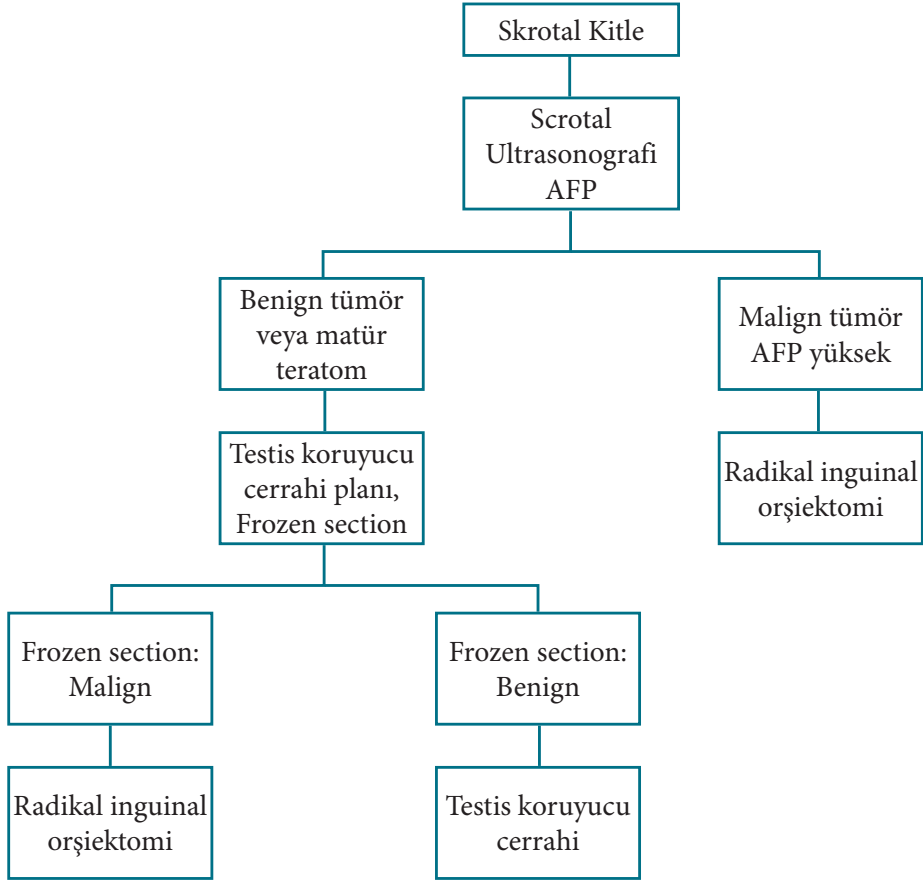 Skrotal Kitle
Scrotal
Ultrasonografi
AFP
Benign tümör
veya matür
teratom
Malign tümör
AFP yüksek
Testis koruyucu
cerrahi planı,
Frozen section
Radikal inguinal
orşiektomi
Frozen section:
Malign
Frozen section:
Benign
Radikal inguinal
orşiektomi
Testis koruyucu
cerrahi